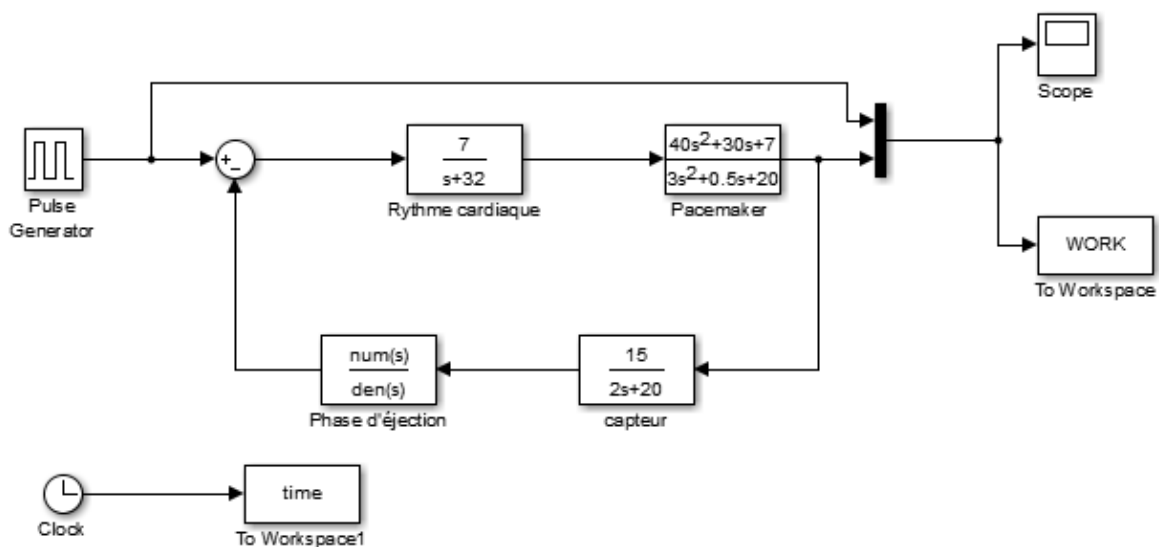 Scope
Pulse
Generator
+
−
7
s+32
Rythme cardiaque
40s²+30s+7
3s²+0.5s+20
Pacemaker
WORK
To Workspace
num(s)
den(s)
Phase d'éjection
15
2s+20
capteur
Clock
time
To Workspace1